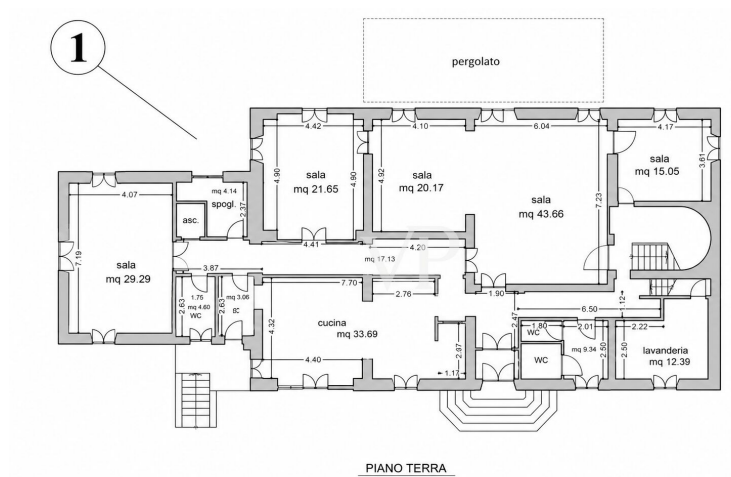 1
pergolato
4.42
4.10
6.04
4.17
sala
mq 21.65
4.90
4.90
sala
mq 20.17
4.92
sala
mq 43.66
7.23
sala
mq 15.05
3.61
4.07
mq 4.14
spogl.
2.37
asc.
sala
mq 29.29
7.19
4.41
4.20
mq 17.13
3.87
7.70
2.76
1.90
6.50
1.12
1.75
mq 4.60
WC
2.63
mq 3.06
2.63
cucina
mq 33.69
4.32
4.40
2.97
1.17
2.47
1.80
2.01
2.22
WC
WC
mq 9.34
2.50
2.50
lavanderia
mq 12.39
PIANO TERRA